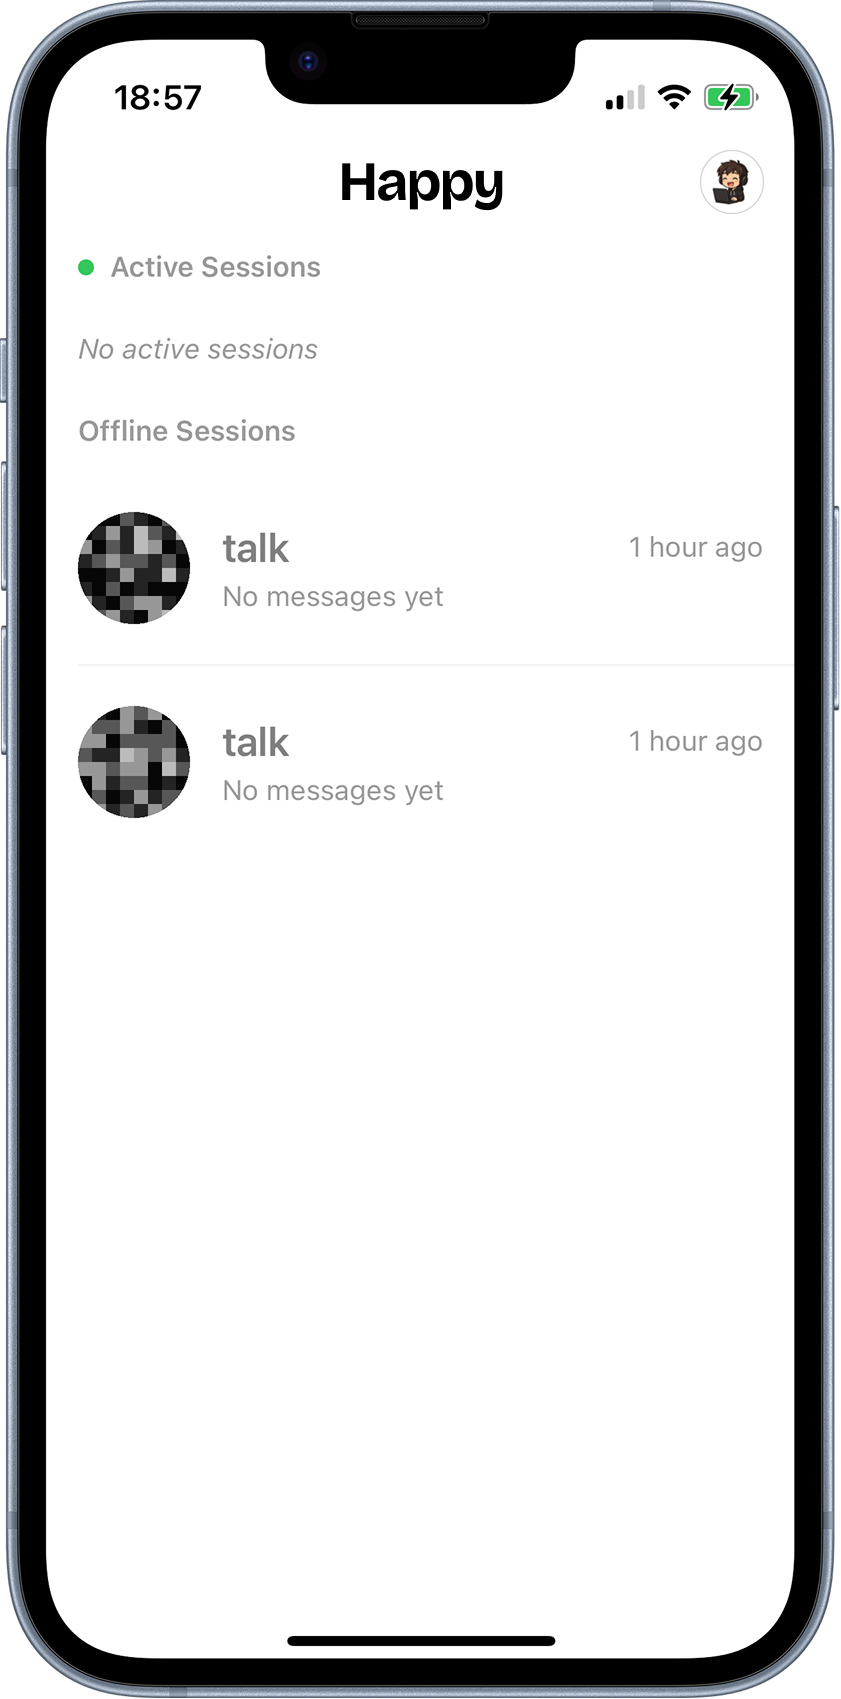 18:57
Happy
Active Sessions
No active sessions
Offline Sessions
talk
1 hour ago
No messages yet
talk
1 hour ago
No messages yet